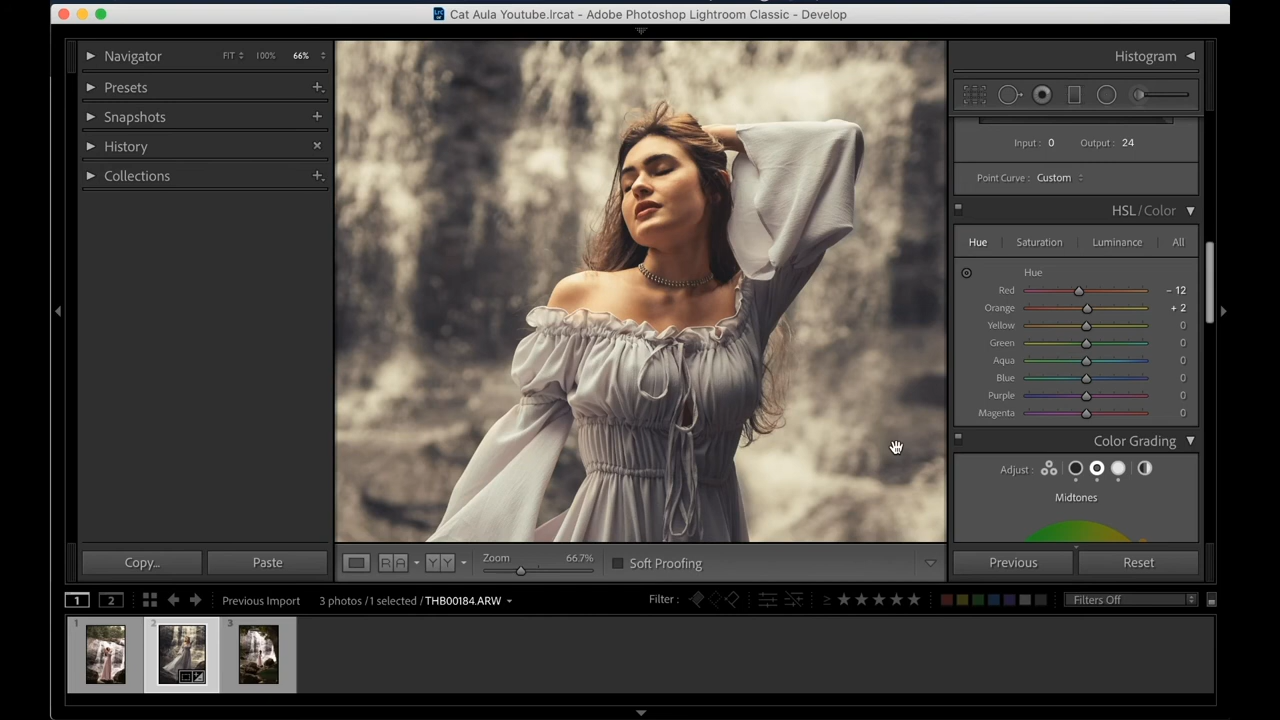 Cat Aula Youtube.lrcat - Adobe Photoshop Lightroom Classic - Develop
Navigator FIT 100% 66%
Presets
Snapshots
History
Collections
Copy... Paste
Histogram
Input : 0 Output : 24
Point Curve : Custom
HSL / Color
Hue Saturation Luminance All
Hue
Red - 12
Orange + 2
Yellow 0
Green 0
Aqua 0
Blue 0
Purple 0
Magenta 0
Color Grading
Adjust :
Midtones
Previous Reset
R A Y Y Zoom 66.7% Soft Proofing
1 2 Previous Import 3 photos / 1 selected / THB00184.ARW Filter : ≥ Filters Off
1 2 3